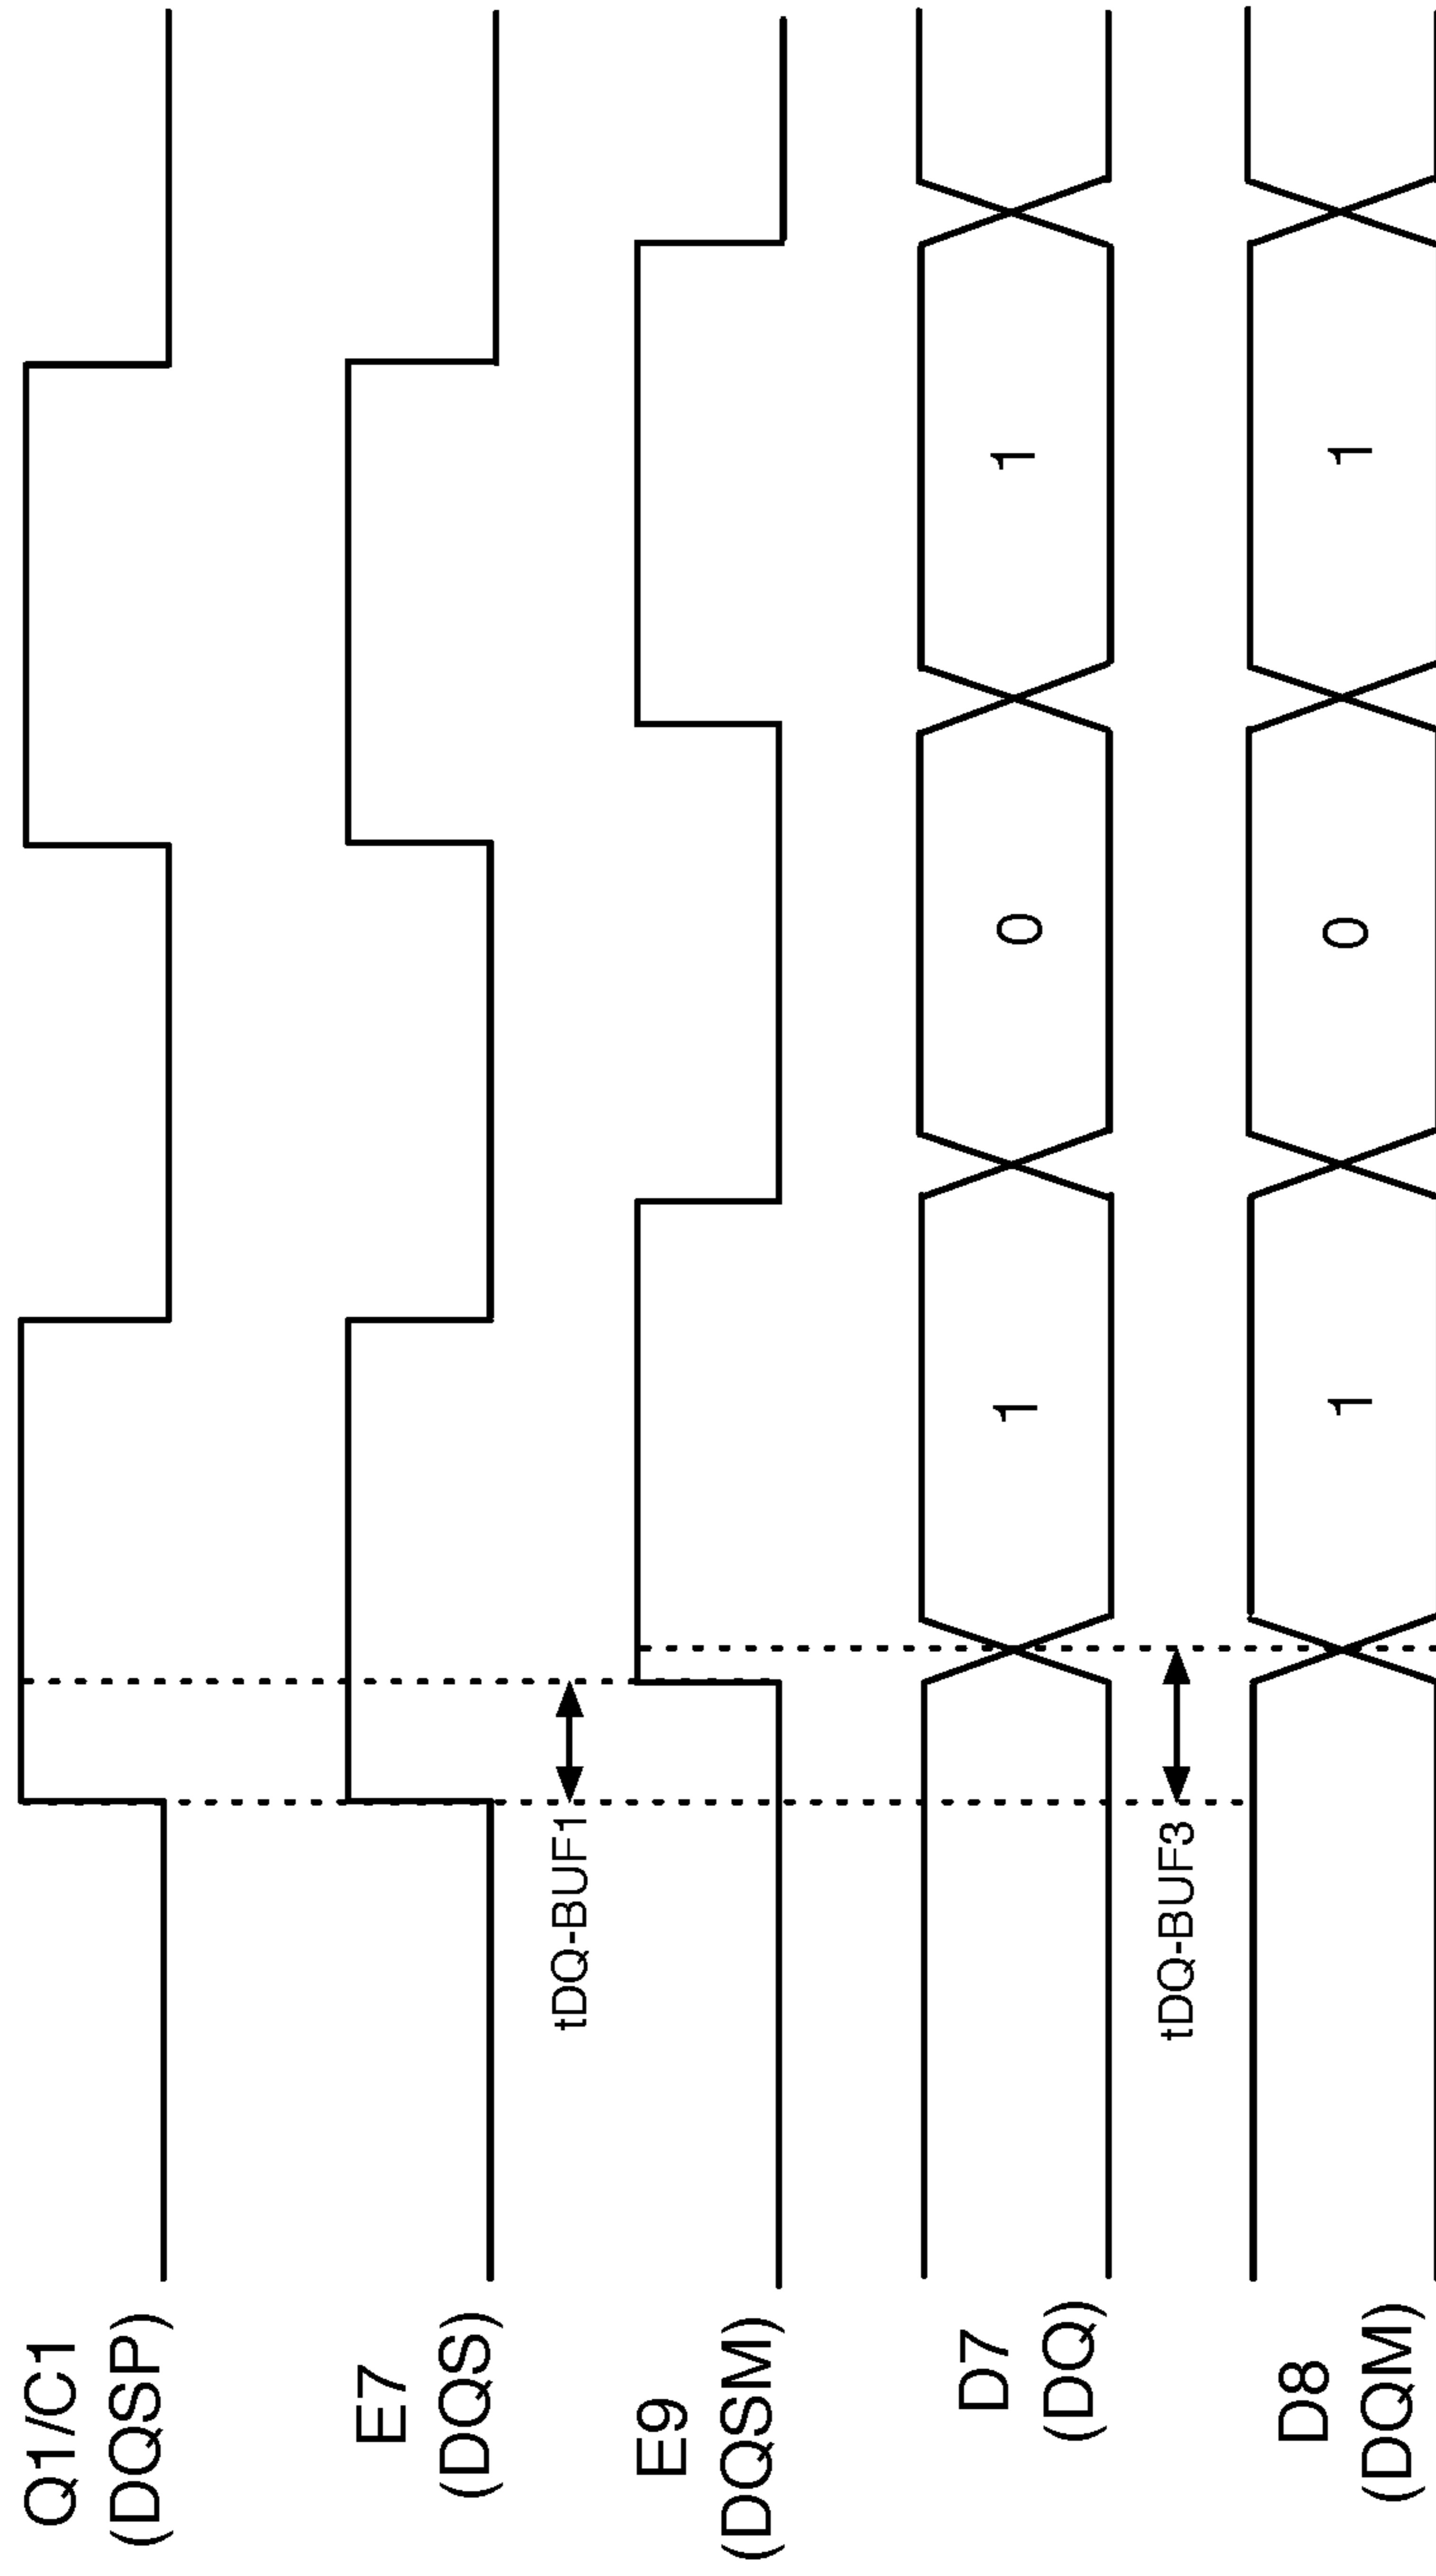 Q1/C1
(DQSP)
E7
(DQS)
tDQ-BUF1
E9
(DQSM)
D7
(DQ)
1
0
1
tDQ-BUF3
D8
(DQM)
1
0
1